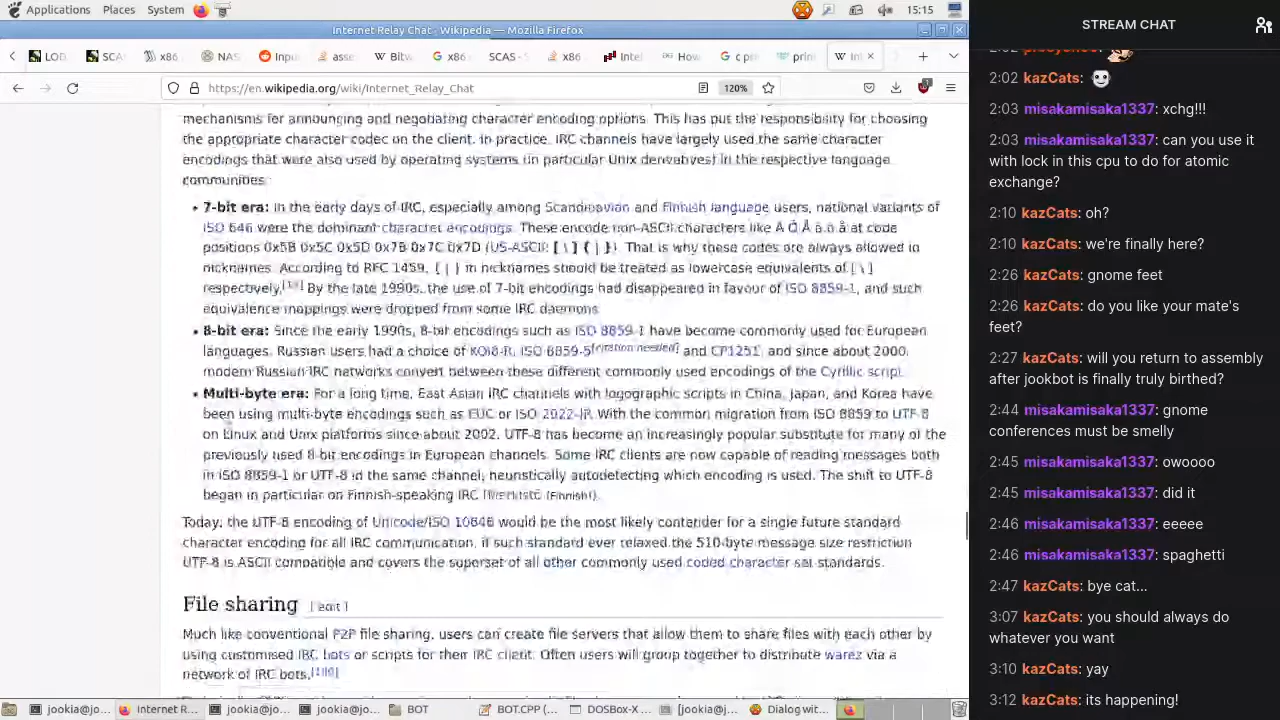 Applications Places System 15:15
Internet Relay Chat - Wikipedia — Mozilla Firefox
LOD SCA x86 NAS Inpu asse Bitw x86 SCAS - x86 Intel How c p prin Int
https://en.wikipedia.org/wiki/Internet_Relay_Chat 120%
mechanisms for announcing and negotiating character encoding options. This has put the responsibility for choosing
the appropriate character codec on the client. In practice, IRC channels have largely used the same character
encodings that were also used by operating systems (in particular Unix derivatives) in the respective language
communities:
• 7-bit era: In the early days of IRC, especially among Scandinavian and Finnish language users, national variants of
ISO 646 were the dominant character encodings. These encode non-ASCII characters like Ä Ö Å ä ö å at code
positions 0x5B 0x5C 0x5D 0x7B 0x7C 0x7D (US-ASCII: [ \ ] { | }). That is why these codes are always allowed in
nicknames. According to RFC 1459, { | } in nicknames should be treated as lowercase equivalents of [ \ ]
respectively. By the late 1990s, the use of 7-bit encodings had disappeared in favour of ISO 8859-1, and such
equivalence mappings were dropped from some IRC daemons.
• 8-bit era: Since the early 1990s, 8-bit encodings such as ISO 8859-1 have become commonly used for European
languages. Russian users had a choice of KOI8-R, ISO 8859-5[citation needed] and CP1251, and since about 2000,
modern Russian IRC networks convert between these different commonly used encodings of the Cyrillic script.
• Multi-byte era: For a long time, East Asian IRC channels with logographic scripts in China, Japan, and Korea have
been using multi-byte encodings such as EUC or ISO-2022-JP. With the common migration from ISO 8859 to UTF-8
on Linux and Unix platforms since about 2002, UTF-8 has become an increasingly popular substitute for many of the
previously used 8-bit encodings in European channels. Some IRC clients are now capable of reading messages both
in ISO 8859-1 or UTF-8 in the same channel, heuristically autodetecting which encoding is used. The shift to UTF-8
began in particular on Finnish-speaking IRC (Finnish)).
Today, the UTF-8 encoding of Unicode/ISO 10646 would be the most likely contender for a single future standard
character encoding for all IRC communication, if such standard ever relaxed the 510-byte message size restriction.
UTF-8 is ASCII compatible and covers the superset of all other commonly used coded character set standards.
File sharing [ edit ]
Much like conventional P2P file sharing, users can create file servers that allow them to share files with each other by
using customised IRC bots or scripts for their IRC client. Often users will group together to distribute warez via a
network of IRC bots.
jookia@jo... Internet R... jookia@jo... jookia@jo... BOT BOT.CPP (... DOSBox-X ... [jookia@j... Dialog wit...
STREAM CHAT
2:02 kazCats:
2:03 misakamisaka1337: xchg!!!
2:03 misakamisaka1337: can you use it
with lock in this cpu to do for atomic
exchange?
2:10 kazCats: oh?
2:10 kazCats: we're finally here?
2:26 kazCats: gnome feet
2:26 kazCats: do you like your mate's
feet?
2:27 kazCats: will you return to assembly
after jookbot is finally truly birthed?
2:44 misakamisaka1337: gnome
conferences must be smelly
2:45 misakamisaka1337: owoooo
2:45 misakamisaka1337: did it
2:46 misakamisaka1337: eeeee
2:46 misakamisaka1337: spaghetti
2:47 kazCats: bye cat...
3:07 kazCats: you should always do
whatever you want
3:10 kazCats: yay
3:12 kazCats: its happening!